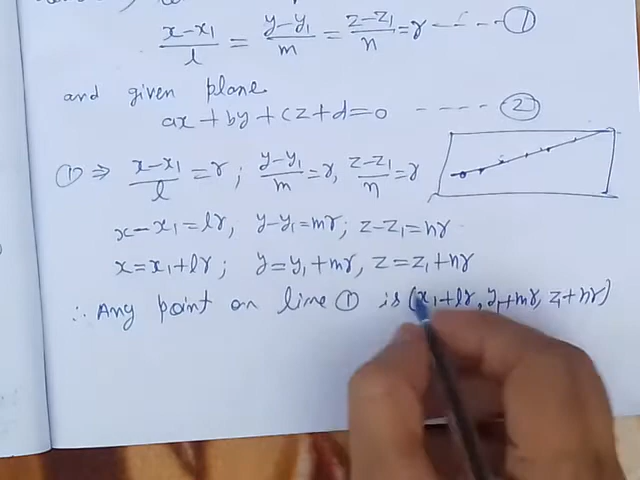 x-x₁/l = y-y₁/m = z-z₁/n = r ---- ①
and given plane
ax+by+cz+d=0 ---- ②
①⇒ x-x₁/l = r ; y-y₁/m = r, z-z₁/n = r
x-x₁=lr, y-y₁=mr; z-z₁=nr
x=x₁+lr; y=y₁+mr, z=z₁+nr
∴ Any point on line ① is (x₁+lr, y₁+mr, z₁+nr)